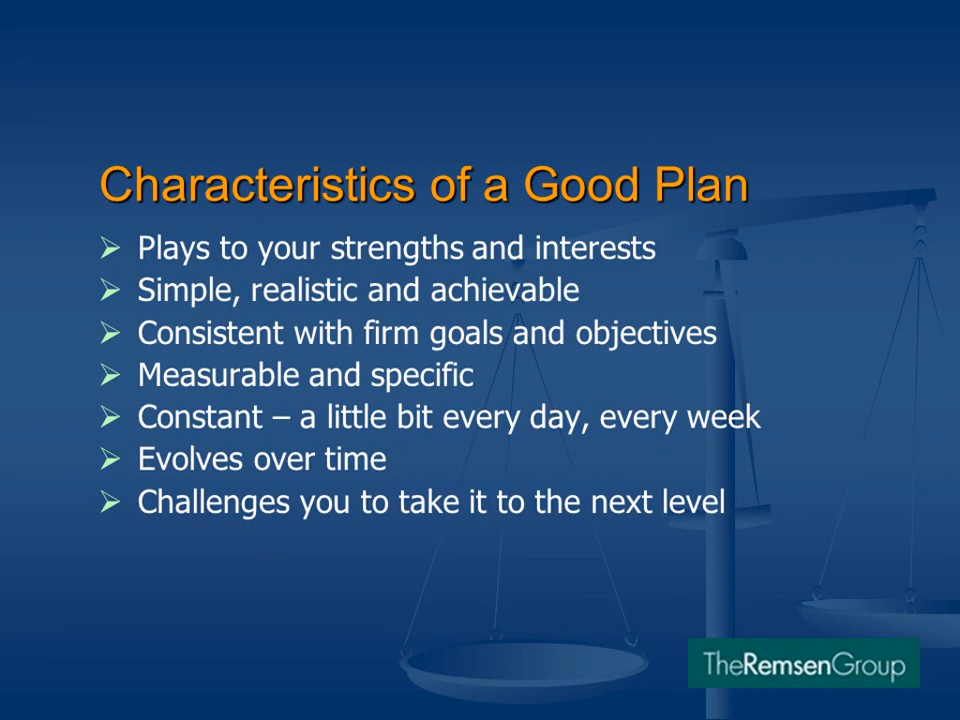 Characteristics of a Good Plan
Plays to your strengths and interests
Simple, realistic and achievable
Consistent with firm goals and objectives
Measurable and specific
Constant – a little bit every day, every week
Evolves over time
Challenges you to take it to the next level
TheRemsenGroup